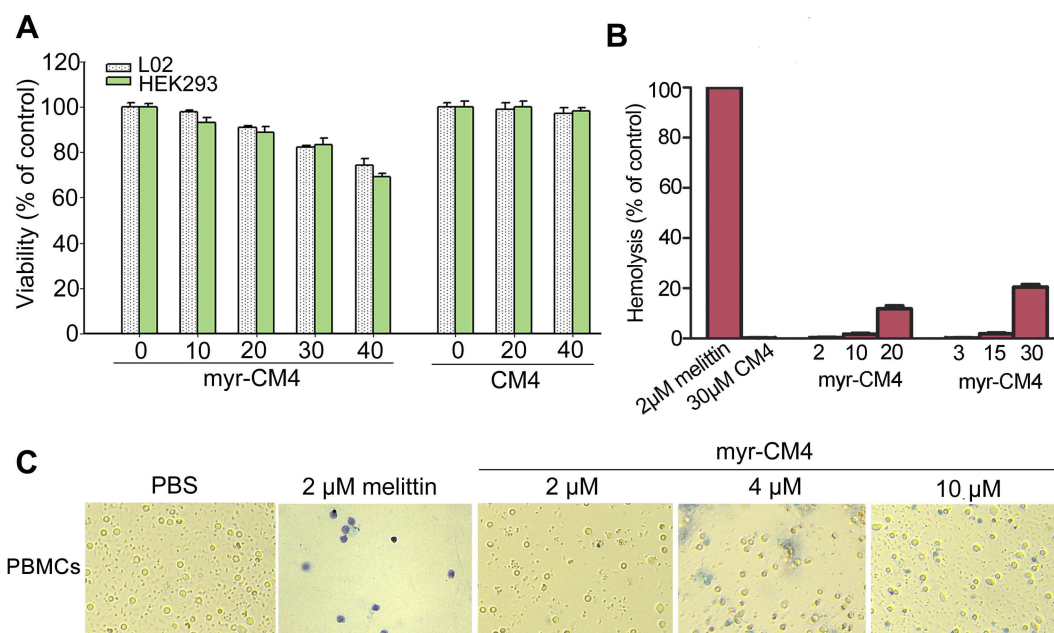 A
L02
HEK293
Viability (% of control)
120
100
80
60
40
20
0
0 10 20 30 40 0 20 40
myr-CM4 CM4
B
Hemolysis (% of control)
100
80
60
40
20
0
2µM melittin
30µM CM4
2 10 20 3 15 30
myr-CM4 myr-CM4
C
myr-CM4
PBS 2 µM melittin 2 µM 4 µM 10 µM
PBMCs